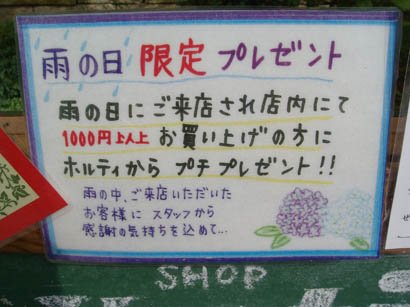 雨の日 限定 プレゼント
雨の日にご来店され店内にて
1000円以上 お買い上げの方に
ホルティから プチプレゼント!!
雨の中、ご来店いただいた
お客様に スタッフから
感謝の気持ちを込めて...
SHOP